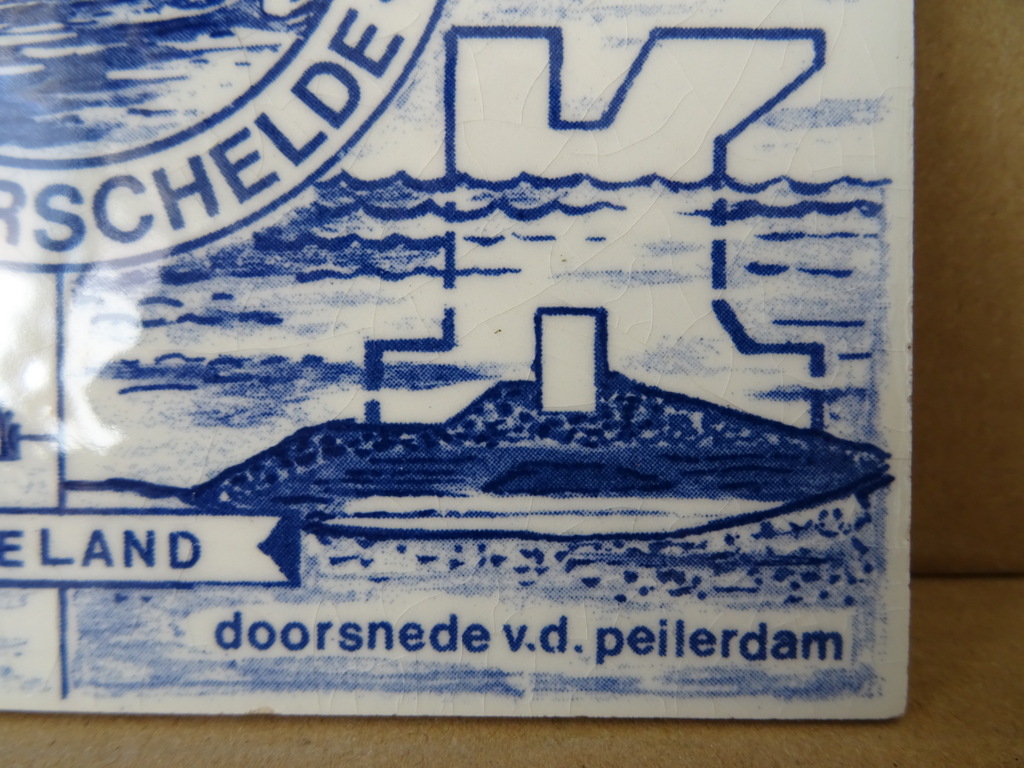 RSCHELDE
ELAND
doorsnede v.d. peilerdam